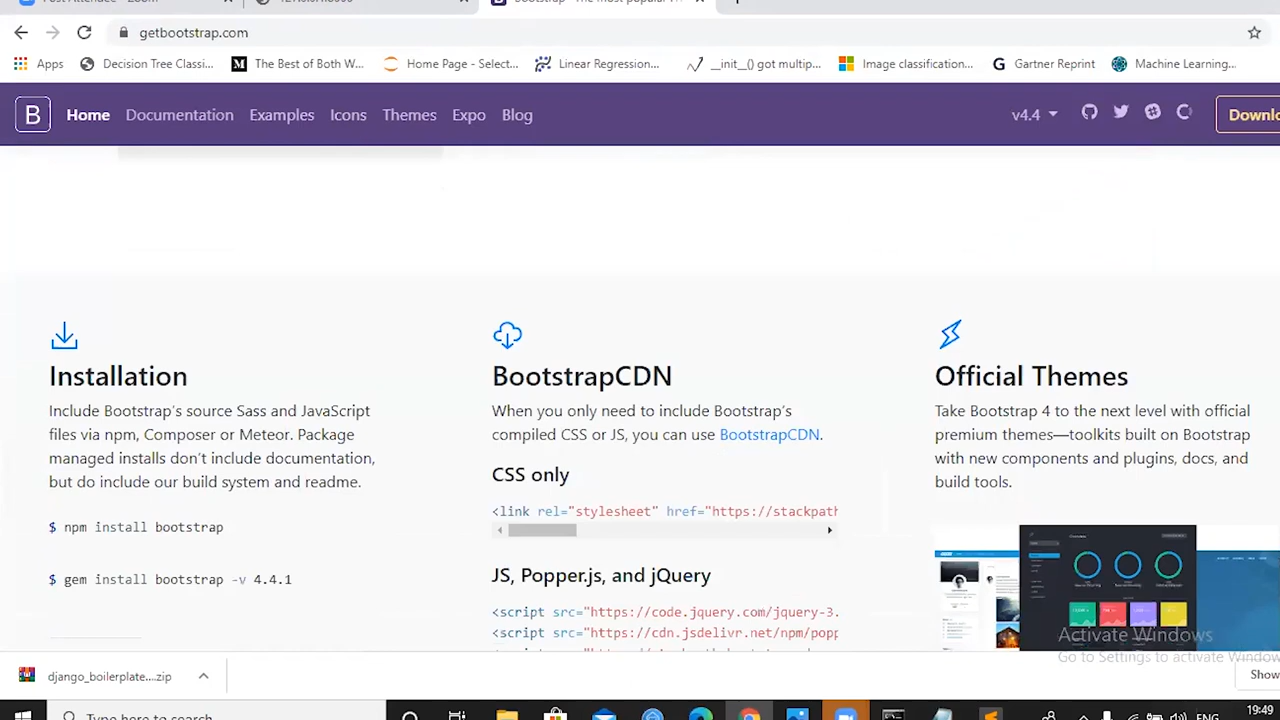 getbootstrap.com
Apps Decision Tree Classi... The Best of Both W... Home Page - Select... Linear Regression... __init__() got multip... Image classification... Gartner Reprint Machine Learning...
B Home Documentation Examples Icons Themes Expo Blog v4.4 Downlo
Installation
Include Bootstrap's source Sass and JavaScript
files via npm, Composer or Meteor. Package
managed installs don't include documentation,
but do include our build system and readme.
$ npm install bootstrap
$ gem install bootstrap -v 4.4.1
BootstrapCDN
When you only need to include Bootstrap's
compiled CSS or JS, you can use BootstrapCDN.
CSS only
<link rel="stylesheet" href="https://stackpath
JS, Popper.js, and jQuery
<script src="https://code.jquery.com/jquery-3.
<script src="https://cdn.jsdelivr.net/npm/popp
Official Themes
Take Bootstrap 4 to the next level with official
premium themes—toolkits built on Bootstrap
with new components and plugins, docs, and
build tools.
Activate Windows
Go to Settings to activate Window
django_boilerplate....zip
Show
Type here to search
ENG
19:49